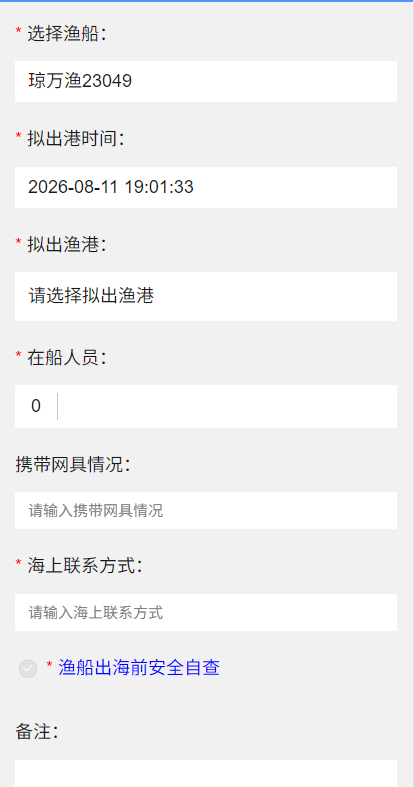 * 选择渔船：
琼万渔23049
* 拟出港时间：
2026-08-11 19:01:33
* 拟出渔港：
请选择拟出渔港
* 在船人员：
0
携带网具情况：
请输入携带网具情况
* 海上联系方式：
请输入海上联系方式
* 渔船出海前安全自查
备注：